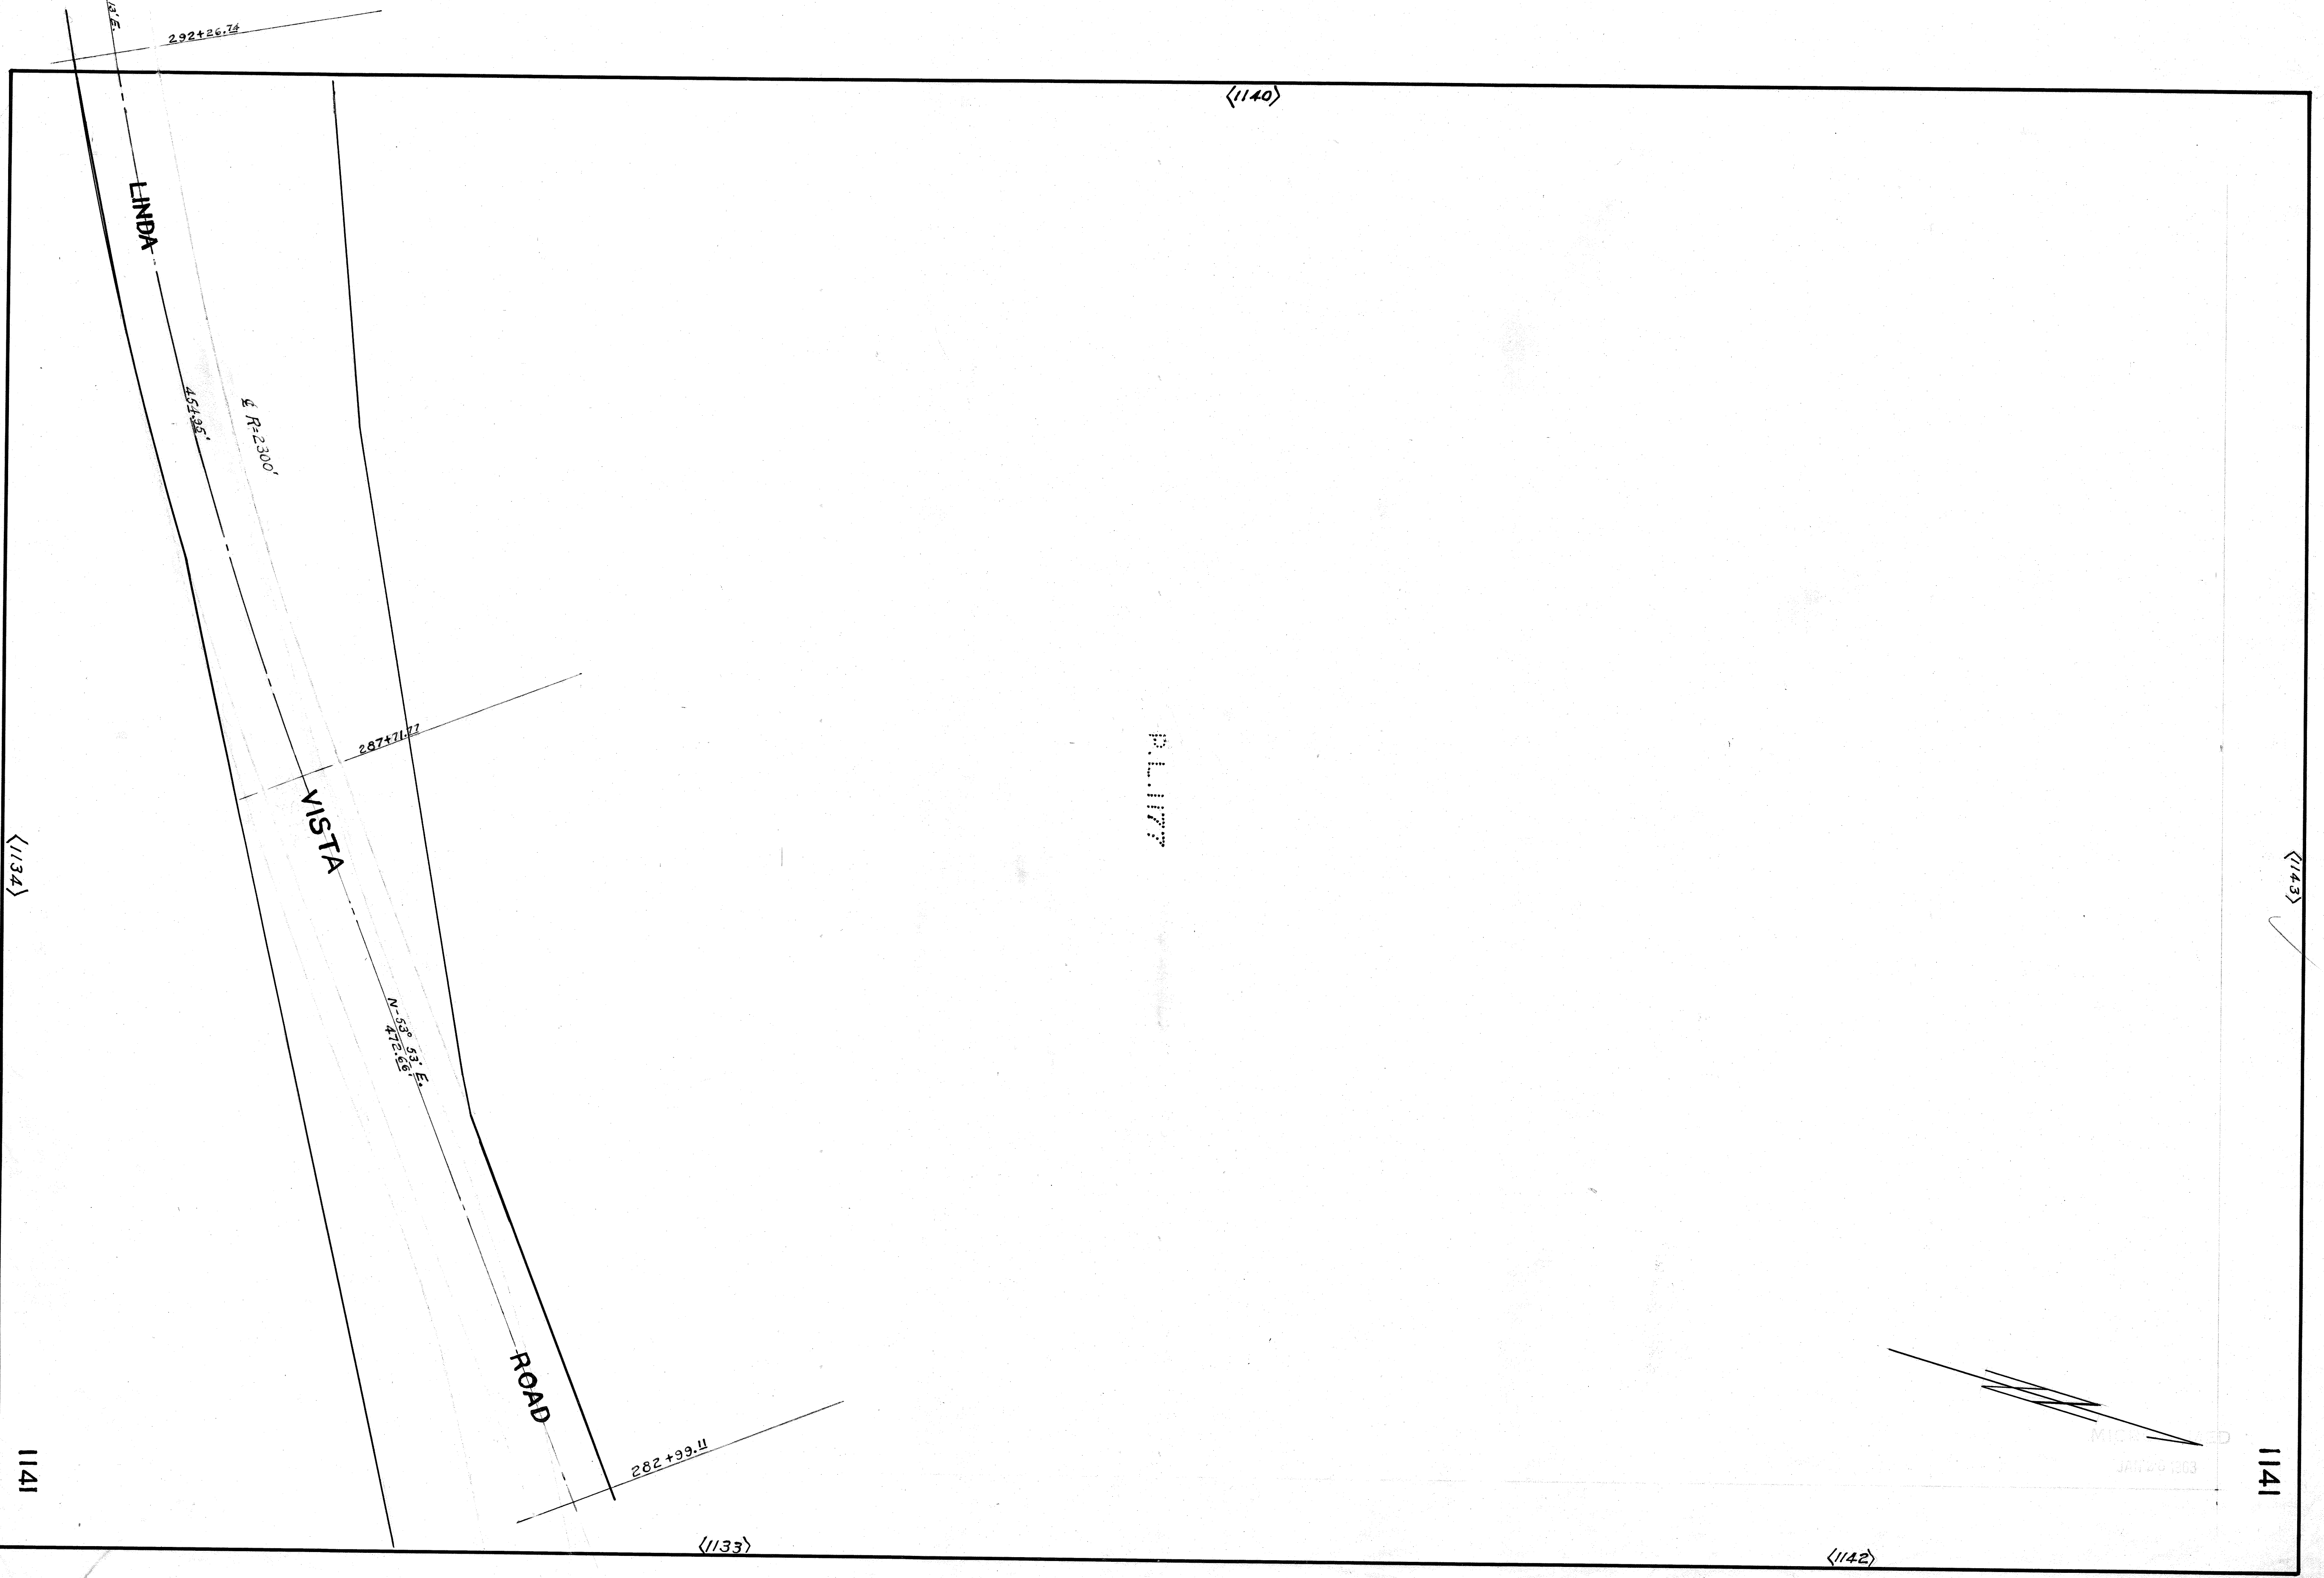 13' E.
292+26.74
<1140>
LINDA
454.95'
℄ R=2300'
287+71.77
VISTA
P.L. 1177
<1134>
<1143>
N-53° 53' E.
472.66'
ROAD
282+99.11
1141
1141
<1133>
<1142>